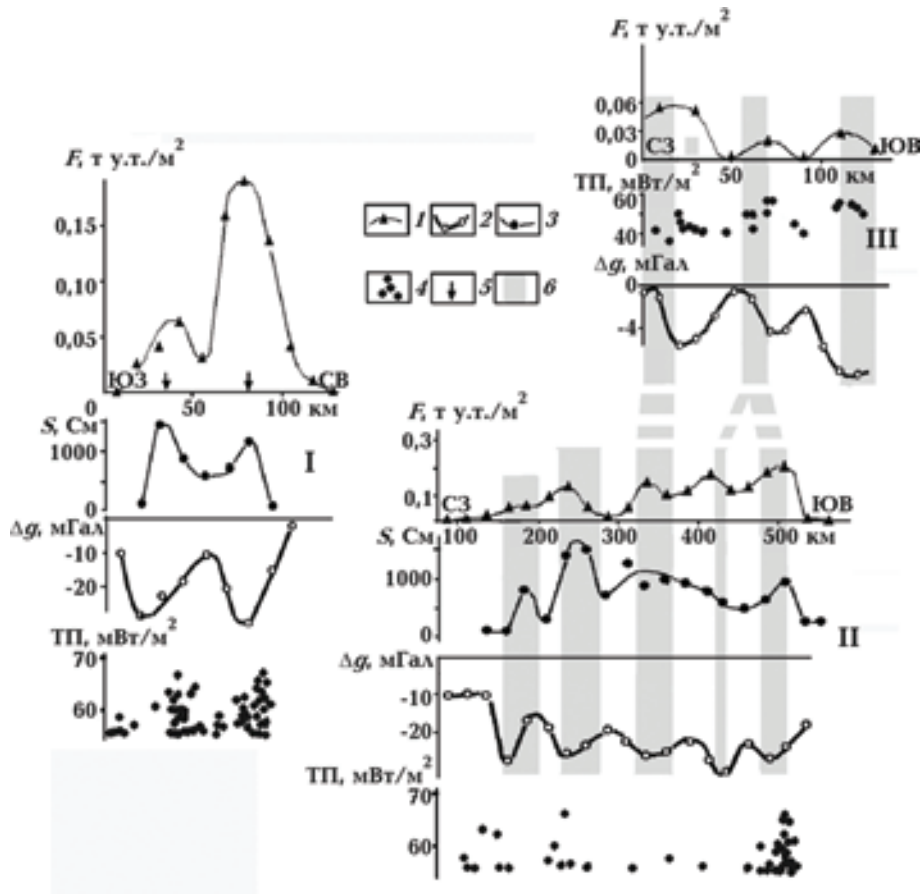 F, т у.т./м²
0,06
0,03
0
СЗ
ЮВ
50
100
км
ТП, мВт/м²
60
40
III
Δg, мГал
0
-4
F, т у.т./м²
0,15
0,10
0,05
0
ЮЗ
СВ
50
100
км
1
2
3
4
5
6
S, См
1000
0
I
Δg, мГал
-10
-20
ТП, мВт/м²
70
60
F, т у.т./м²
0,3
0,1
СЗ
ЮВ
100
200
300
400
500
км
S, См
1000
0
II
Δg, мГал
-10
-20
ТП, мВт/м²
70
60